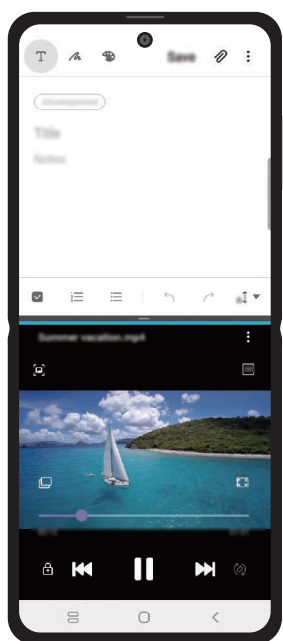 Save
Uncategorised
Title
Notes
Summer vacation.mp4